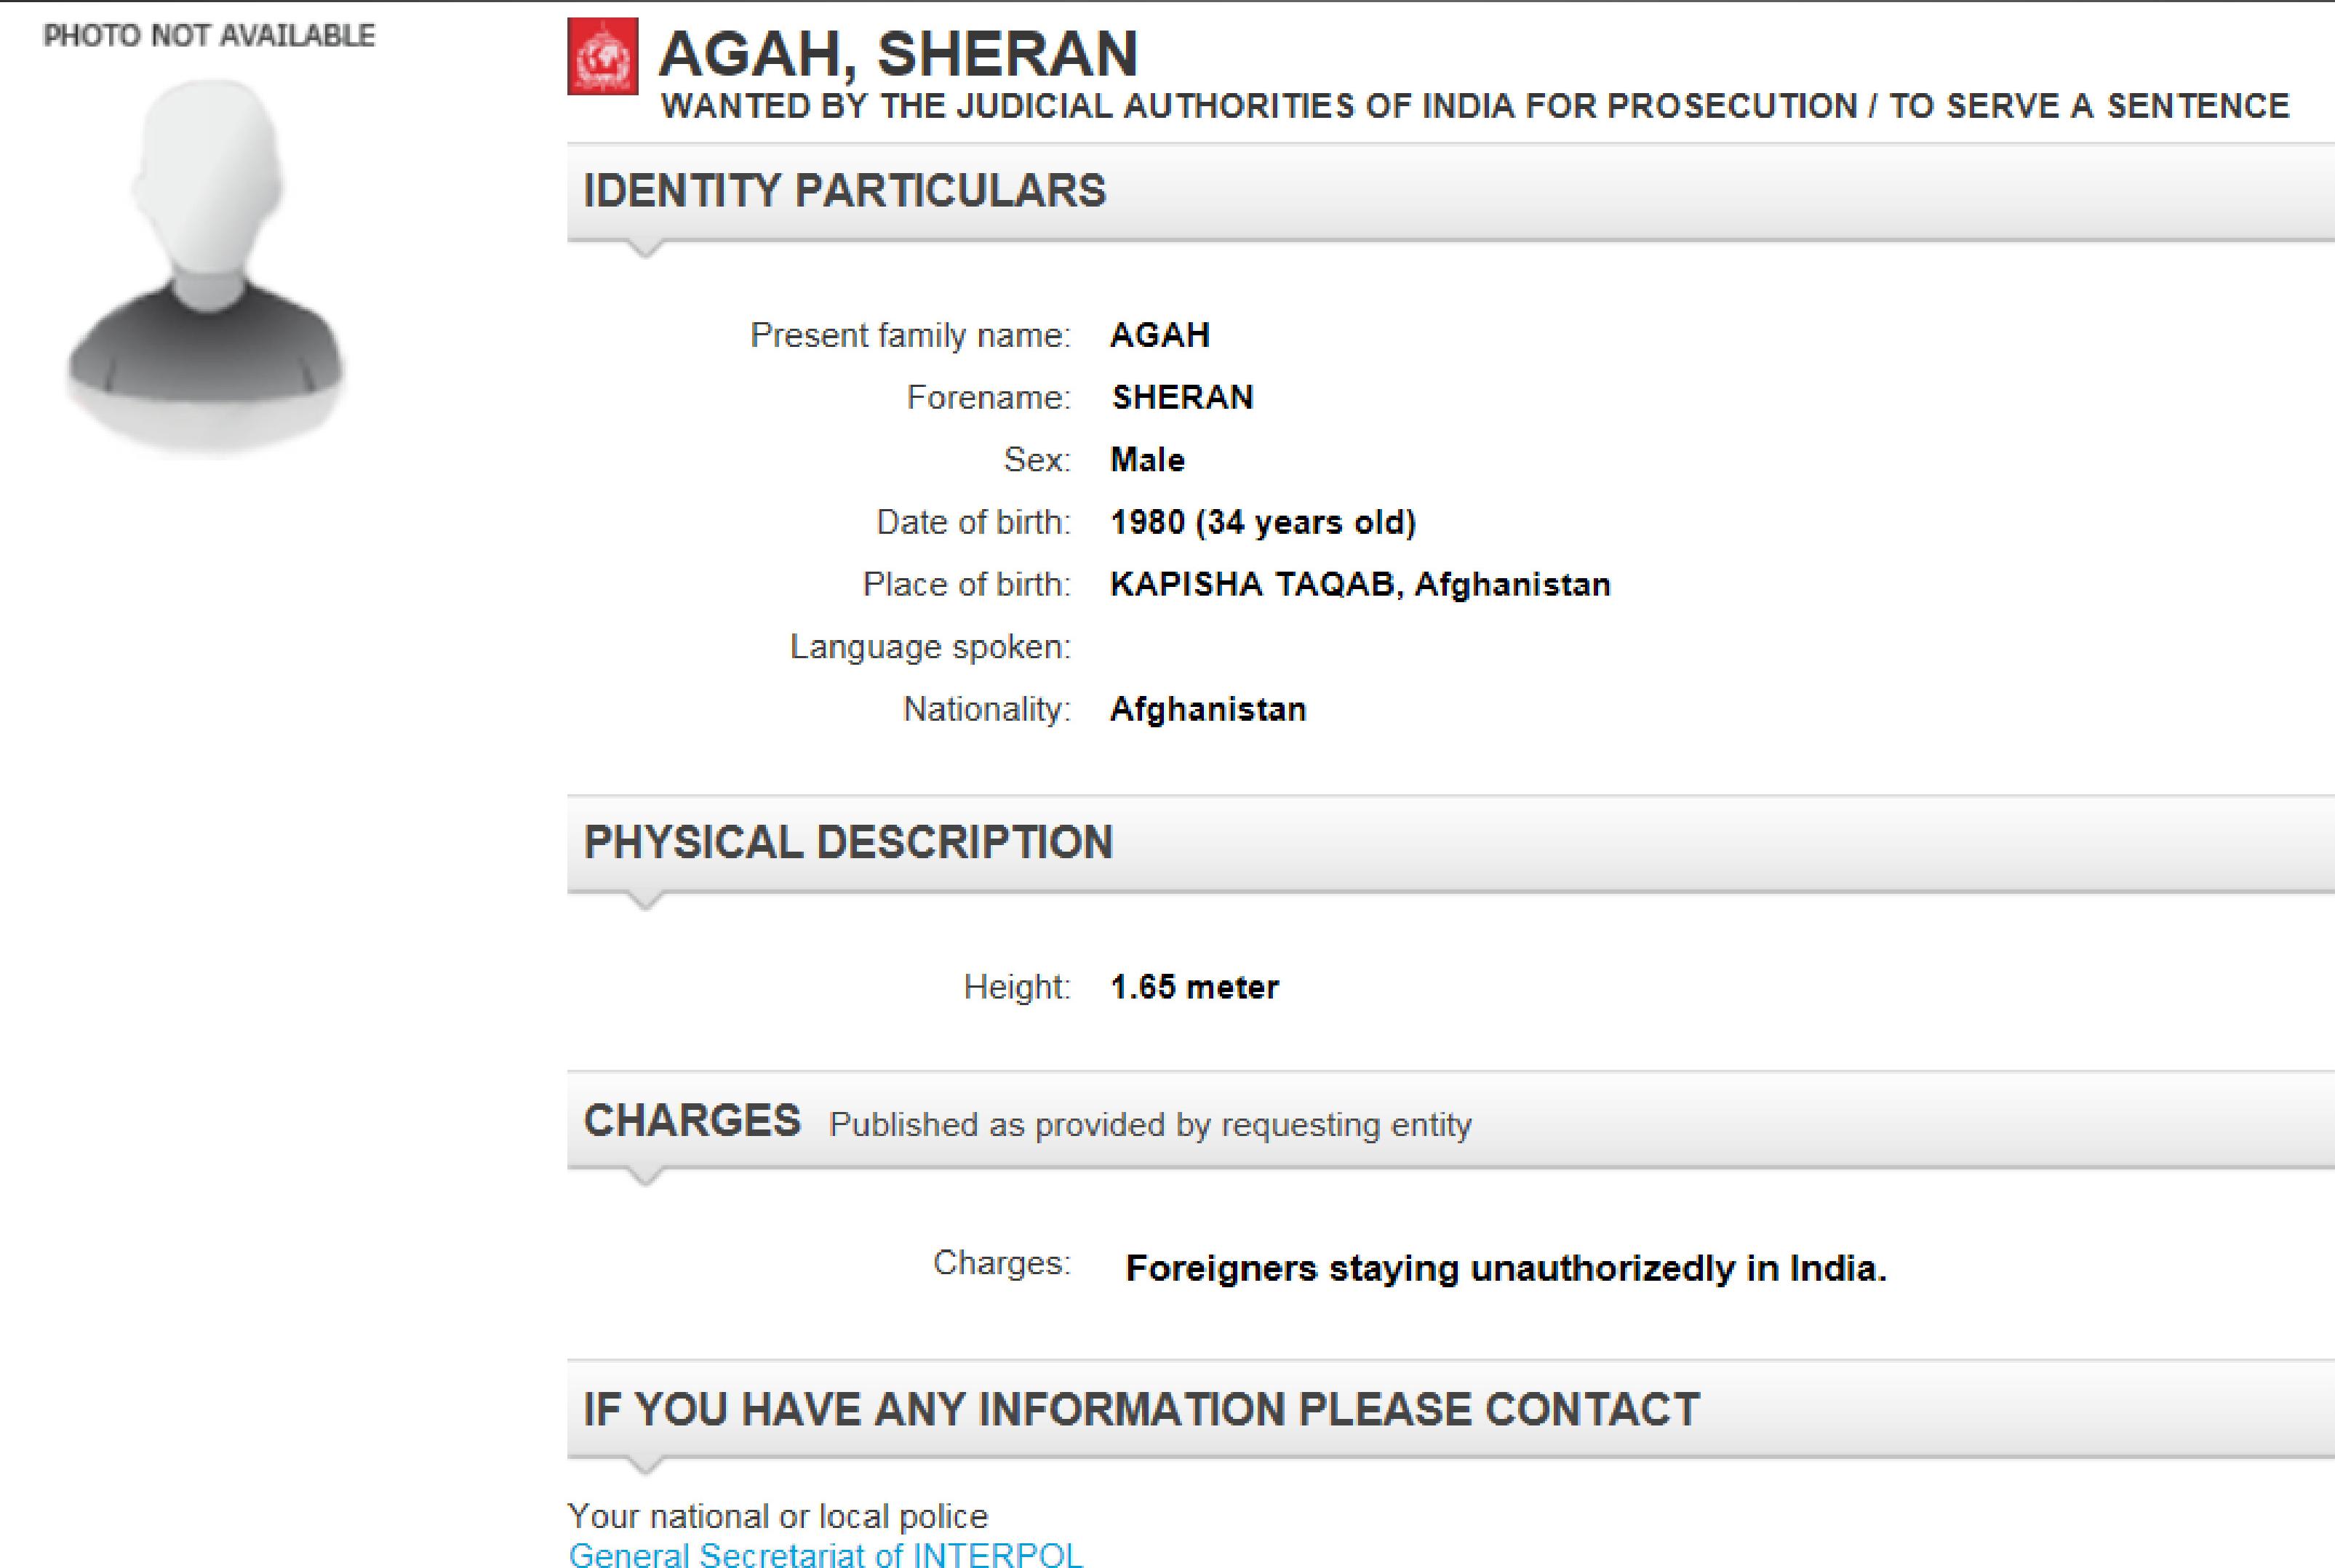 PHOTO NOT AVAILABLE
AGAH, SHERAN
WANTED BY THE JUDICIAL AUTHORITIES OF INDIA FOR PROSECUTION / TO SERVE A SENTENCE
IDENTITY PARTICULARS
Present family name: AGAH
Forename: SHERAN
Sex: Male
Date of birth: 1980 (34 years old)
Place of birth: KAPISHA TAQAB, Afghanistan
Language spoken:
Nationality: Afghanistan
PHYSICAL DESCRIPTION
Height: 1.65 meter
CHARGES Published as provided by requesting entity
Charges: Foreigners staying unauthorizedly in India.
IF YOU HAVE ANY INFORMATION PLEASE CONTACT
Your national or local police
General Secretariat of INTERPOL